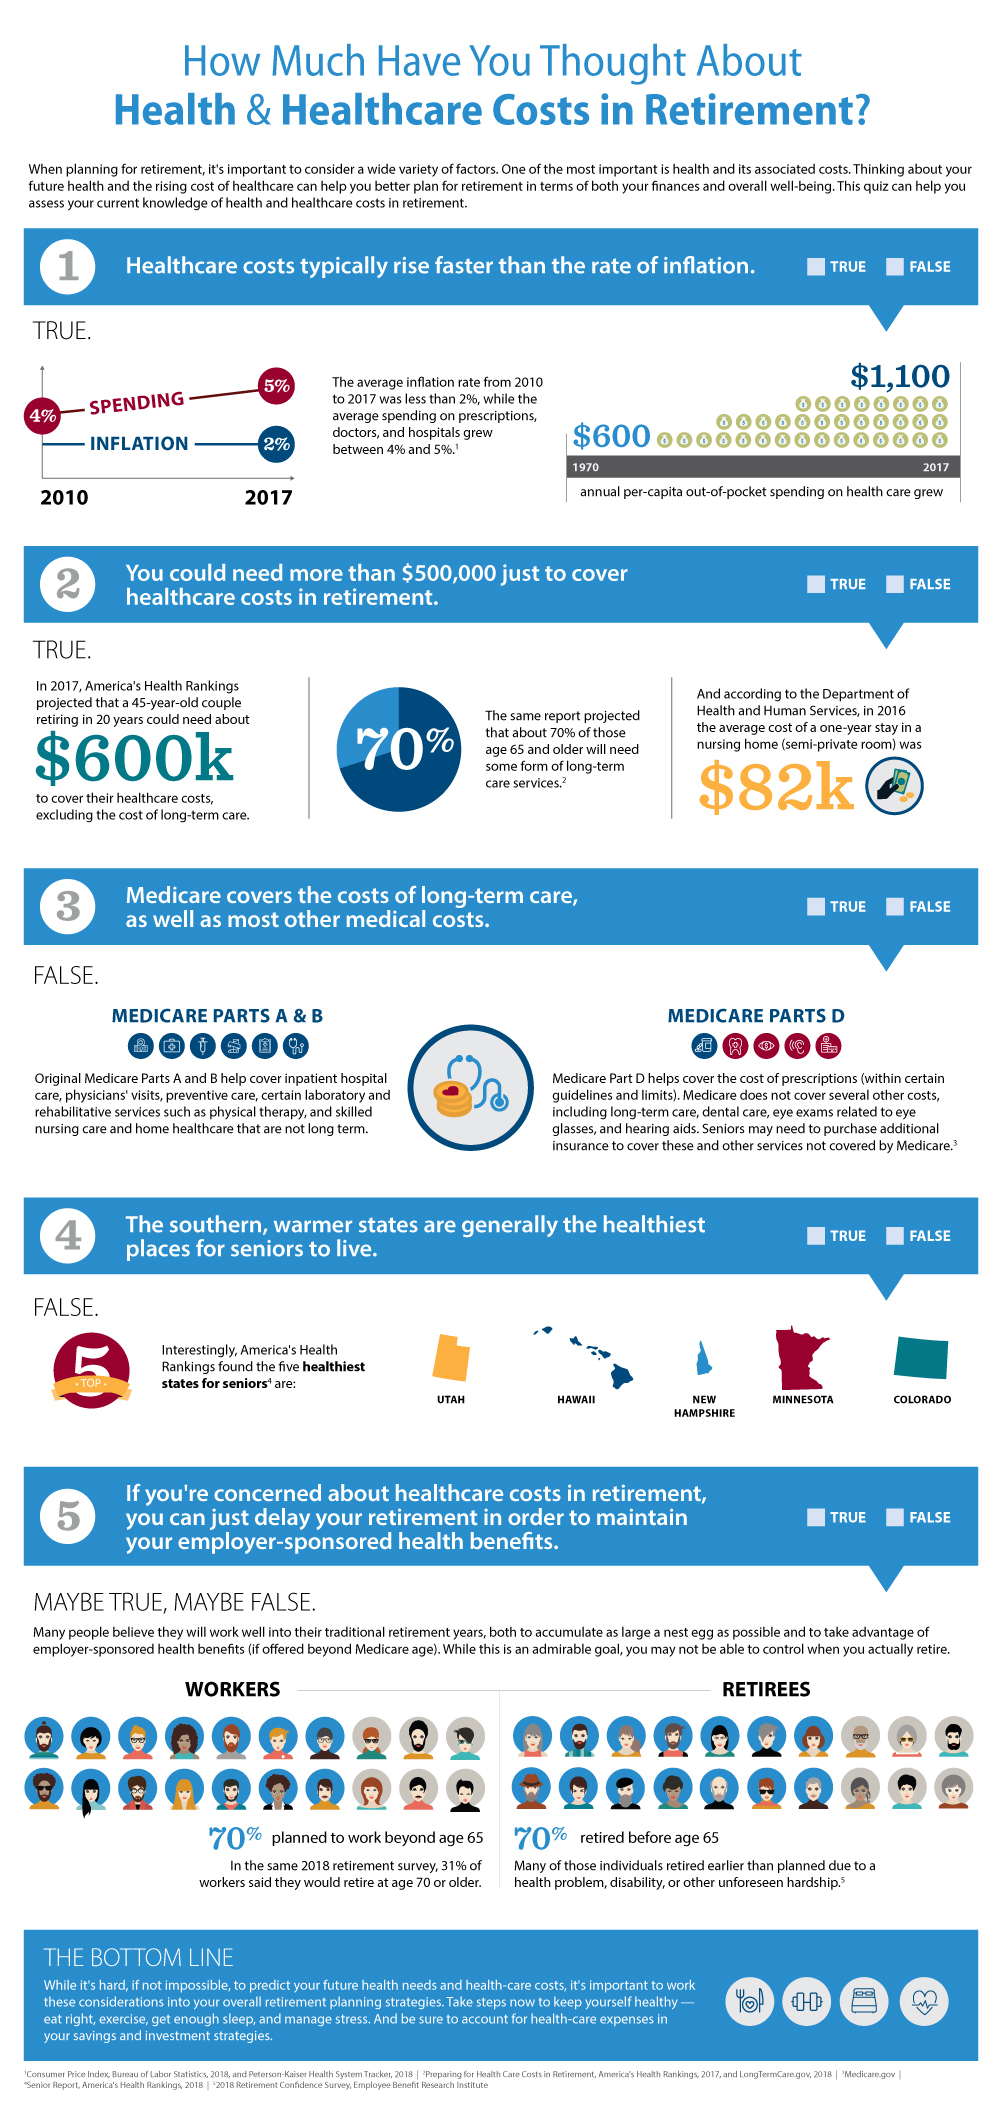 How Much Have You Thought About
Health & Healthcare Costs in Retirement?
When planning for retirement, it's important to consider a wide variety of factors. One of the most important is health and its associated costs. Thinking about your
future health and the rising cost of healthcare can help you better plan for retirement in terms of both your finances and overall well-being. This quiz can help you
assess your current knowledge of health and healthcare costs in retirement.
1
Healthcare costs typically rise faster than the rate of inflation.
TRUE
FALSE
TRUE.
4%
SPENDING
5%
INFLATION
2%
2010
2017
The average inflation rate from 2010
to 2017 was less than 2%, while the
average spending on prescriptions,
doctors, and hospitals grew
between 4% and 5%.1
$1,100
$600
1970
2017
annual per-capita out-of-pocket spending on health care grew
2
You could need more than $500,000 just to cover
healthcare costs in retirement.
TRUE
FALSE
TRUE.
In 2017, America's Health Rankings
projected that a 45-year-old couple
retiring in 20 years could need about
$600k
to cover their healthcare costs,
excluding the cost of long-term care.
70%
The same report projected
that about 70% of those
age 65 and older will need
some form of long-term
care services.2
And according to the Department of
Health and Human Services, in 2016
the average cost of a one-year stay in a
nursing home (semi-private room) was
$82k
3
Medicare covers the costs of long-term care,
as well as most other medical costs.
TRUE
FALSE
FALSE.
MEDICARE PARTS A & B
Original Medicare Parts A and B help cover inpatient hospital
care, physicians' visits, preventive care, certain laboratory and
rehabilitative services such as physical therapy, and skilled
nursing care and home healthcare that are not long term.
MEDICARE PARTS D
Medicare Part D helps cover the cost of prescriptions (within certain
guidelines and limits). Medicare does not cover several other costs,
including long-term care, dental care, eye exams related to eye
glasses, and hearing aids. Seniors may need to purchase additional
insurance to cover these and other services not covered by Medicare.3
4
The southern, warmer states are generally the healthiest
places for seniors to live.
TRUE
FALSE
FALSE.
5
• TOP •
Interestingly, America's Health
Rankings found the five healthiest
states for seniors4 are:
UTAH
HAWAII
NEW
HAMPSHIRE
MINNESOTA
COLORADO
5
If you're concerned about healthcare costs in retirement,
you can just delay your retirement in order to maintain
your employer-sponsored health benefits.
TRUE
FALSE
MAYBE TRUE, MAYBE FALSE.
Many people believe they will work well into their traditional retirement years, both to accumulate as large a nest egg as possible and to take advantage of
employer-sponsored health benefits (if offered beyond Medicare age). While this is an admirable goal, you may not be able to control when you actually retire.
WORKERS
70% planned to work beyond age 65
In the same 2018 retirement survey, 31% of
workers said they would retire at age 70 or older.
RETIREES
70% retired before age 65
Many of those individuals retired earlier than planned due to a
health problem, disability, or other unforeseen hardship.5
THE BOTTOM LINE
While it's hard, if not impossible, to predict your future health needs and health-care costs, it's important to work
these considerations into your overall retirement planning strategies. Take steps now to keep yourself healthy —
eat right, exercise, get enough sleep, and manage stress. And be sure to account for health-care expenses in
your savings and investment strategies.
1Consumer Price Index, Bureau of Labor Statistics, 2018, and Peterson-Kaiser Health System Tracker, 2018 | 2Preparing for Health Care Costs in Retirement, America's Health Rankings, 2017, and LongTermCare.gov, 2018 | 3Medicare.gov |
4Senior Report, America's Health Rankings, 2018 | 52018 Retirement Confidence Survey, Employee Benefit Research Institute